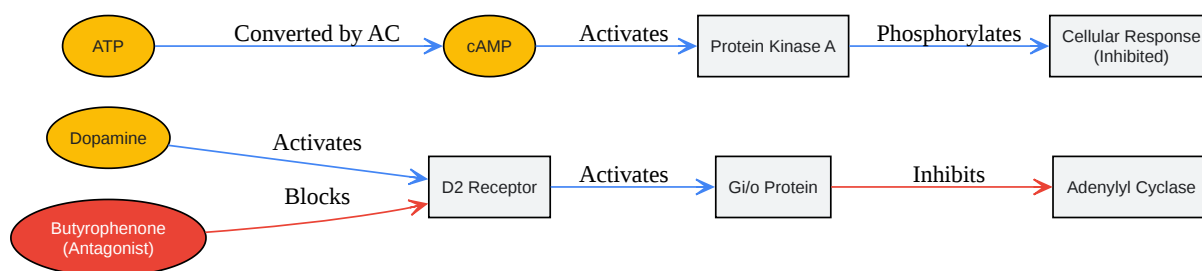 ATP
Converted by AC
cAMP
Activates
Protein Kinase A
Phosphorylates
Cellular Response
(Inhibited)
Dopamine
Activates
Butyrophenone
(Antagonist)
Blocks
D2 Receptor
Activates
Gi/o Protein
Inhibits
Adenylyl Cyclase